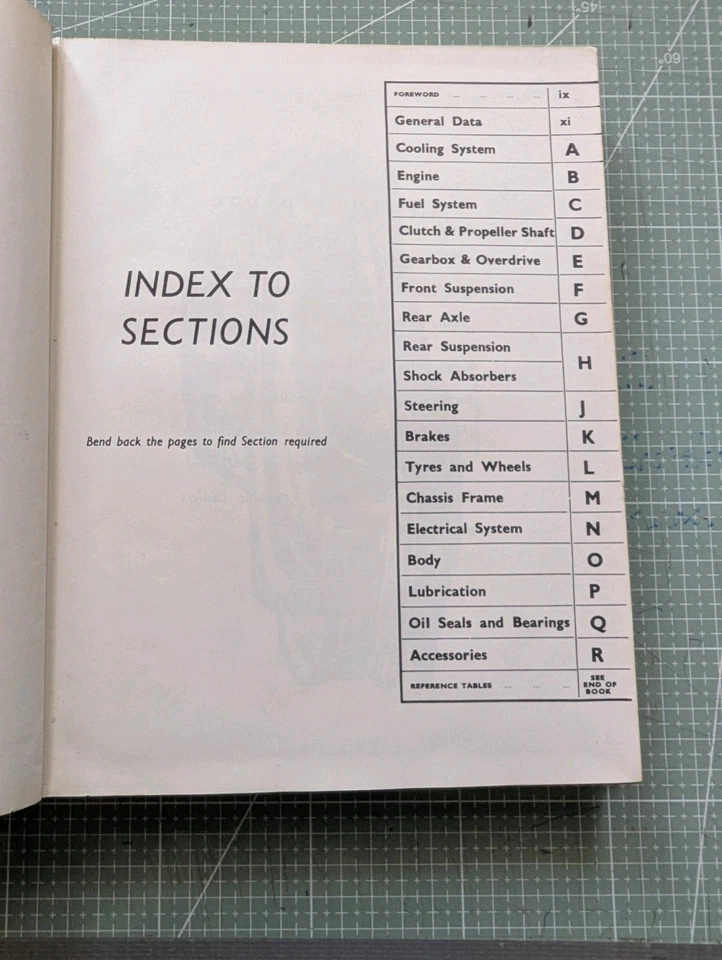 INDEX TO
SECTIONS
Bend back the pages to find Section required
FOREWORD ... ... ... ... ix
General Data xi
Cooling System A
Engine B
Fuel System C
Clutch & Propeller Shaft D
Gearbox & Overdrive E
Front Suspension F
Rear Axle G
Rear Suspension
H
Shock Absorbers
Steering J
Brakes K
Tyres and Wheels L
Chassis Frame M
Electrical System N
Body O
Lubrication P
Oil Seals and Bearings Q
Accessories R
REFERENCE TABLES ... ... ... SEE
END OF
BOOK
45
60°